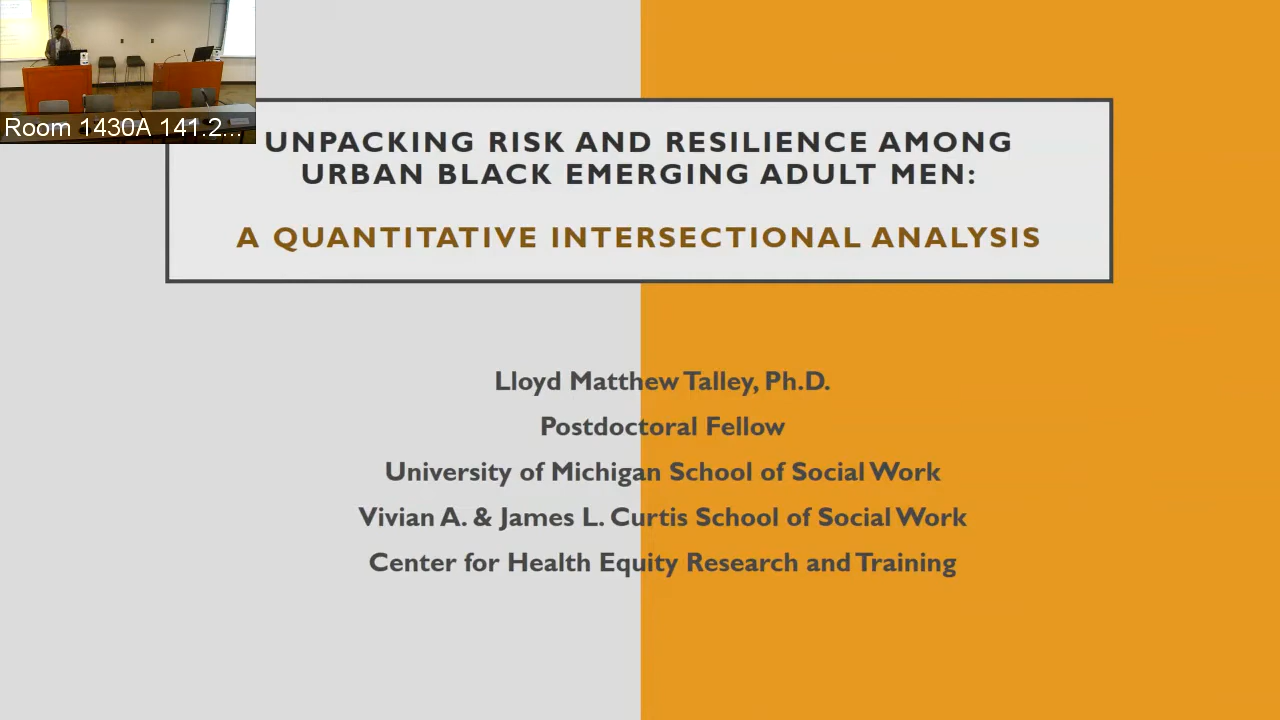 Room 1430A 141.2...
UNPACKING RISK AND RESILIENCE AMONG
URBAN BLACK EMERGING ADULT MEN:
A QUANTITATIVE INTERSECTIONAL ANALYSIS
Lloyd Matthew Talley, Ph.D.
Postdoctoral Fellow
University of Michigan School of Social Work
Vivian A. & James L. Curtis School of Social Work
Center for Health Equity Research and Training